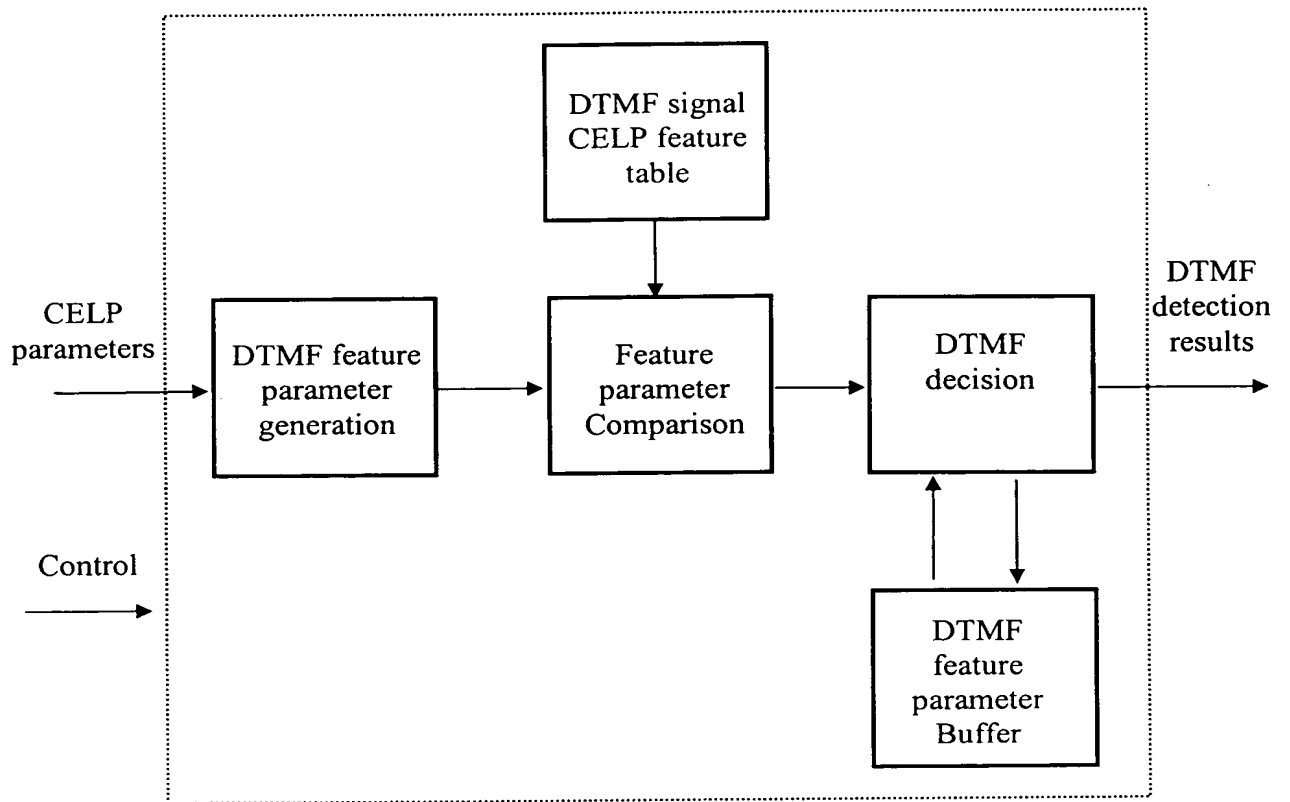 DTMF signal
CELP feature
table
CELP
parameters
DTMF feature
parameter
generation
Feature
parameter
Comparison
DTMF
decision
DTMF
detection
results
Control
DTMF
feature
parameter
Buffer